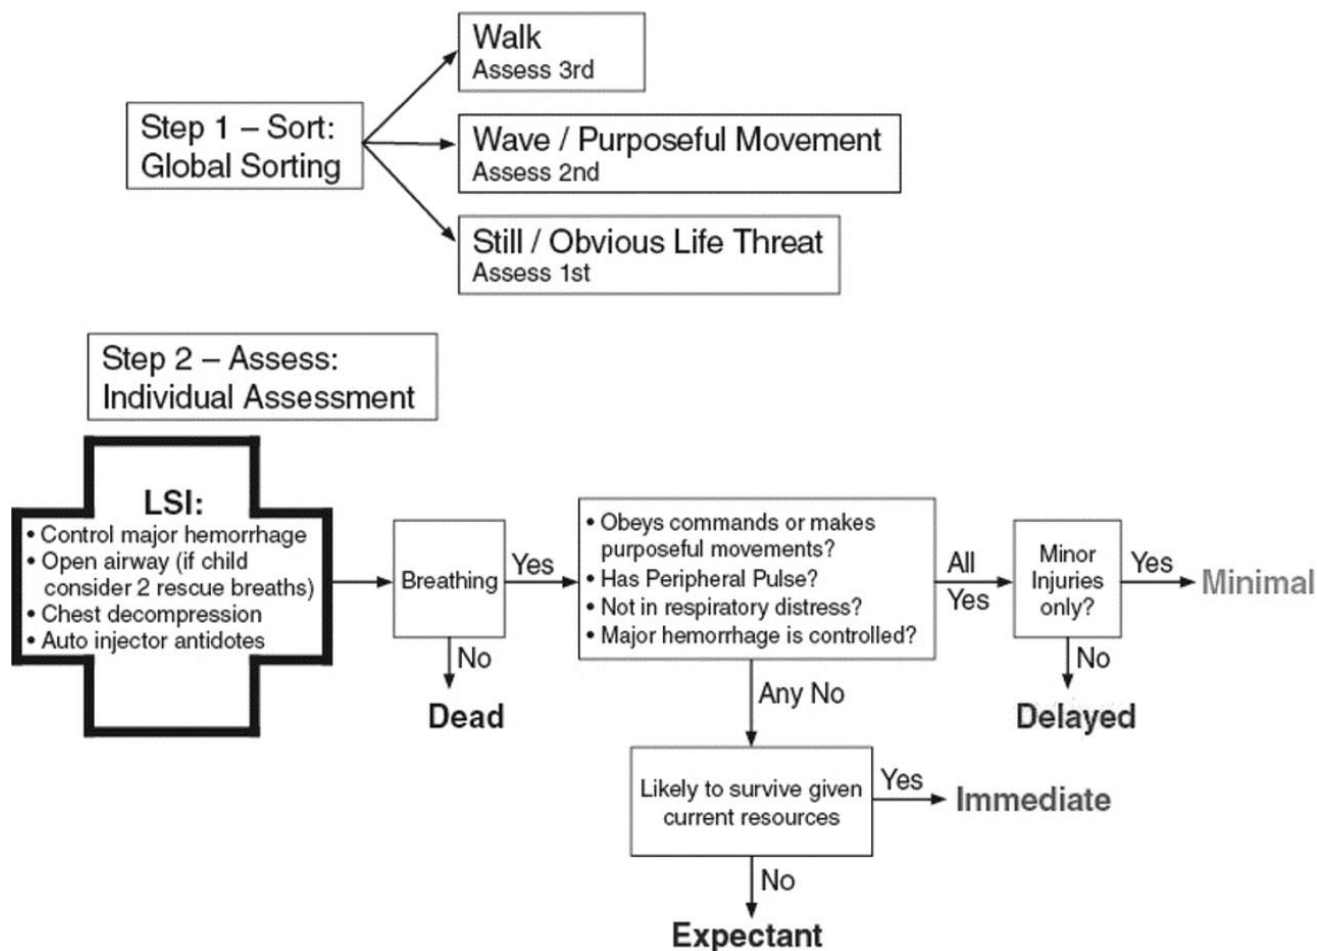 Walk
Assess 3rd
Step 1 – Sort:
Global Sorting
Wave / Purposeful Movement
Assess 2nd
Still / Obvious Life Threat
Assess 1st
Step 2 – Assess:
Individual Assessment
LSI:
• Control major hemorrhage
• Open airway (if child
consider 2 rescue breaths)
• Chest decompression
• Auto injector antidotes
Breathing
Yes
No
Dead
• Obeys commands or makes
purposeful movements?
• Has Peripheral Pulse?
• Not in respiratory distress?
• Major hemorrhage is controlled?
All
Yes
Minor
Injuries
only?
Yes
Minimal
No
Delayed
Any No
Likely to survive given
current resources
Yes
Immediate
No
Expectant